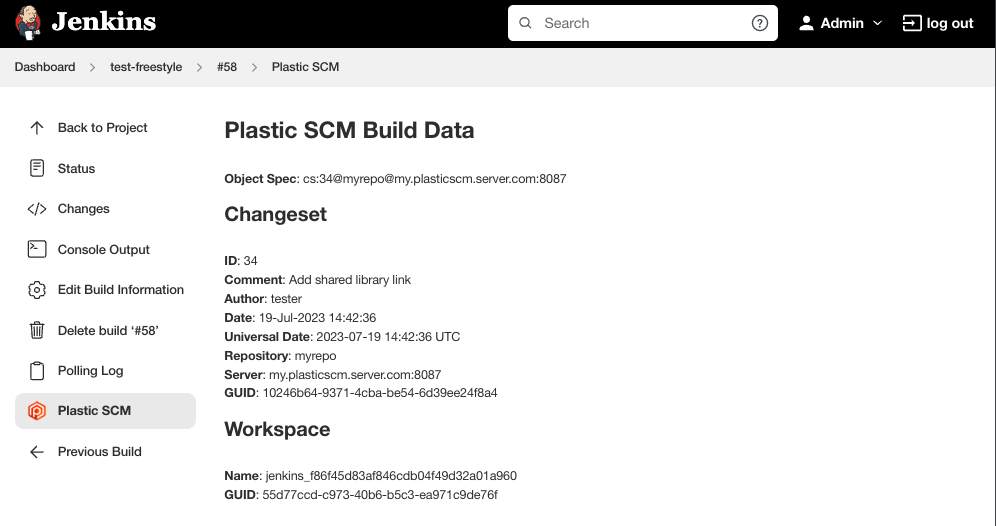 Jenkins
Search
Admin
log out
Dashboard
test-freestyle
#58
Plastic SCM
Back to Project
Status
Changes
Console Output
Edit Build Information
Delete build ‘#58’
Polling Log
Plastic SCM
Previous Build
Plastic SCM Build Data
Object Spec: cs:34@myrepo@my.plasticscm.server.com:8087
Changeset
ID: 34
Comment: Add shared library link
Author: tester
Date: 19-Jul-2023 14:42:36
Universal Date: 2023-07-19 14:42:36 UTC
Repository: myrepo
Server: my.plasticscm.server.com:8087
GUID: 10246b64-9371-4cba-be54-6d39ee24f8a4
Workspace
Name: jenkins_f86f45d83af846cdb04f49d32a01a960
GUID: 55d77ccd-c973-40b6-b5c3-ea971c9de76f